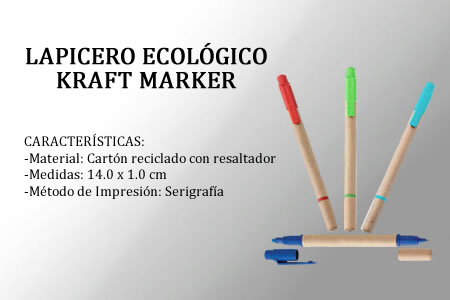 LAPICERO ECOLÓGICO
KRAFT MARKER
CARACTERÍSTICAS:
-Material: Cartón reciclado con resaltador
-Medidas: 14.0 x 1.0 cm
-Método de Impresión: Serigrafía